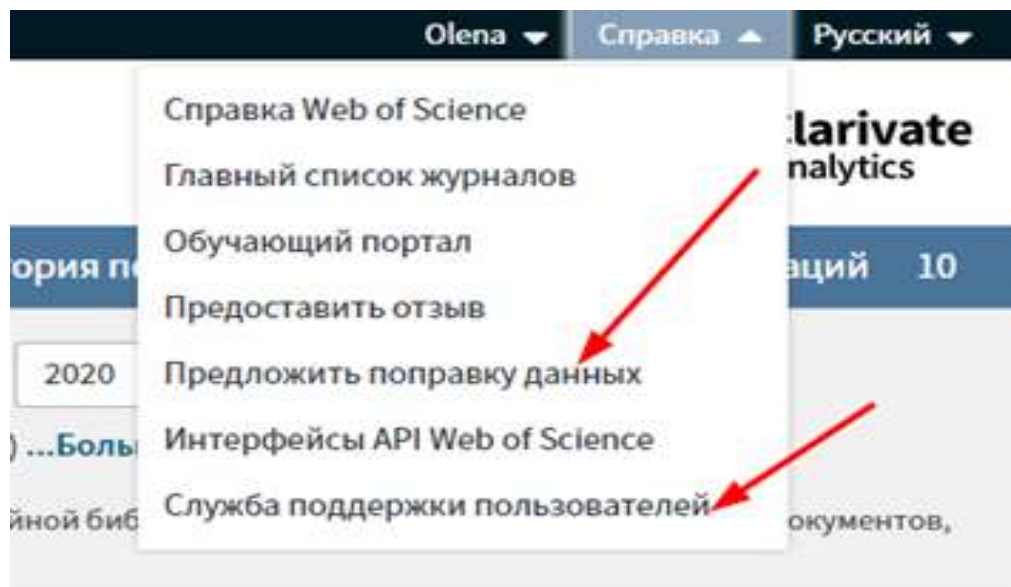 Olena Справка Русский
Справка Web of Science
larivate
nalytics
Главный список журналов
Обучающий портал
ория п аций 10
Предоставить отзыв
2020 Предложить поправку данных
) ...Боль Интерфейсы API Web of Science
йной биб Служба поддержки пользователей окументов,